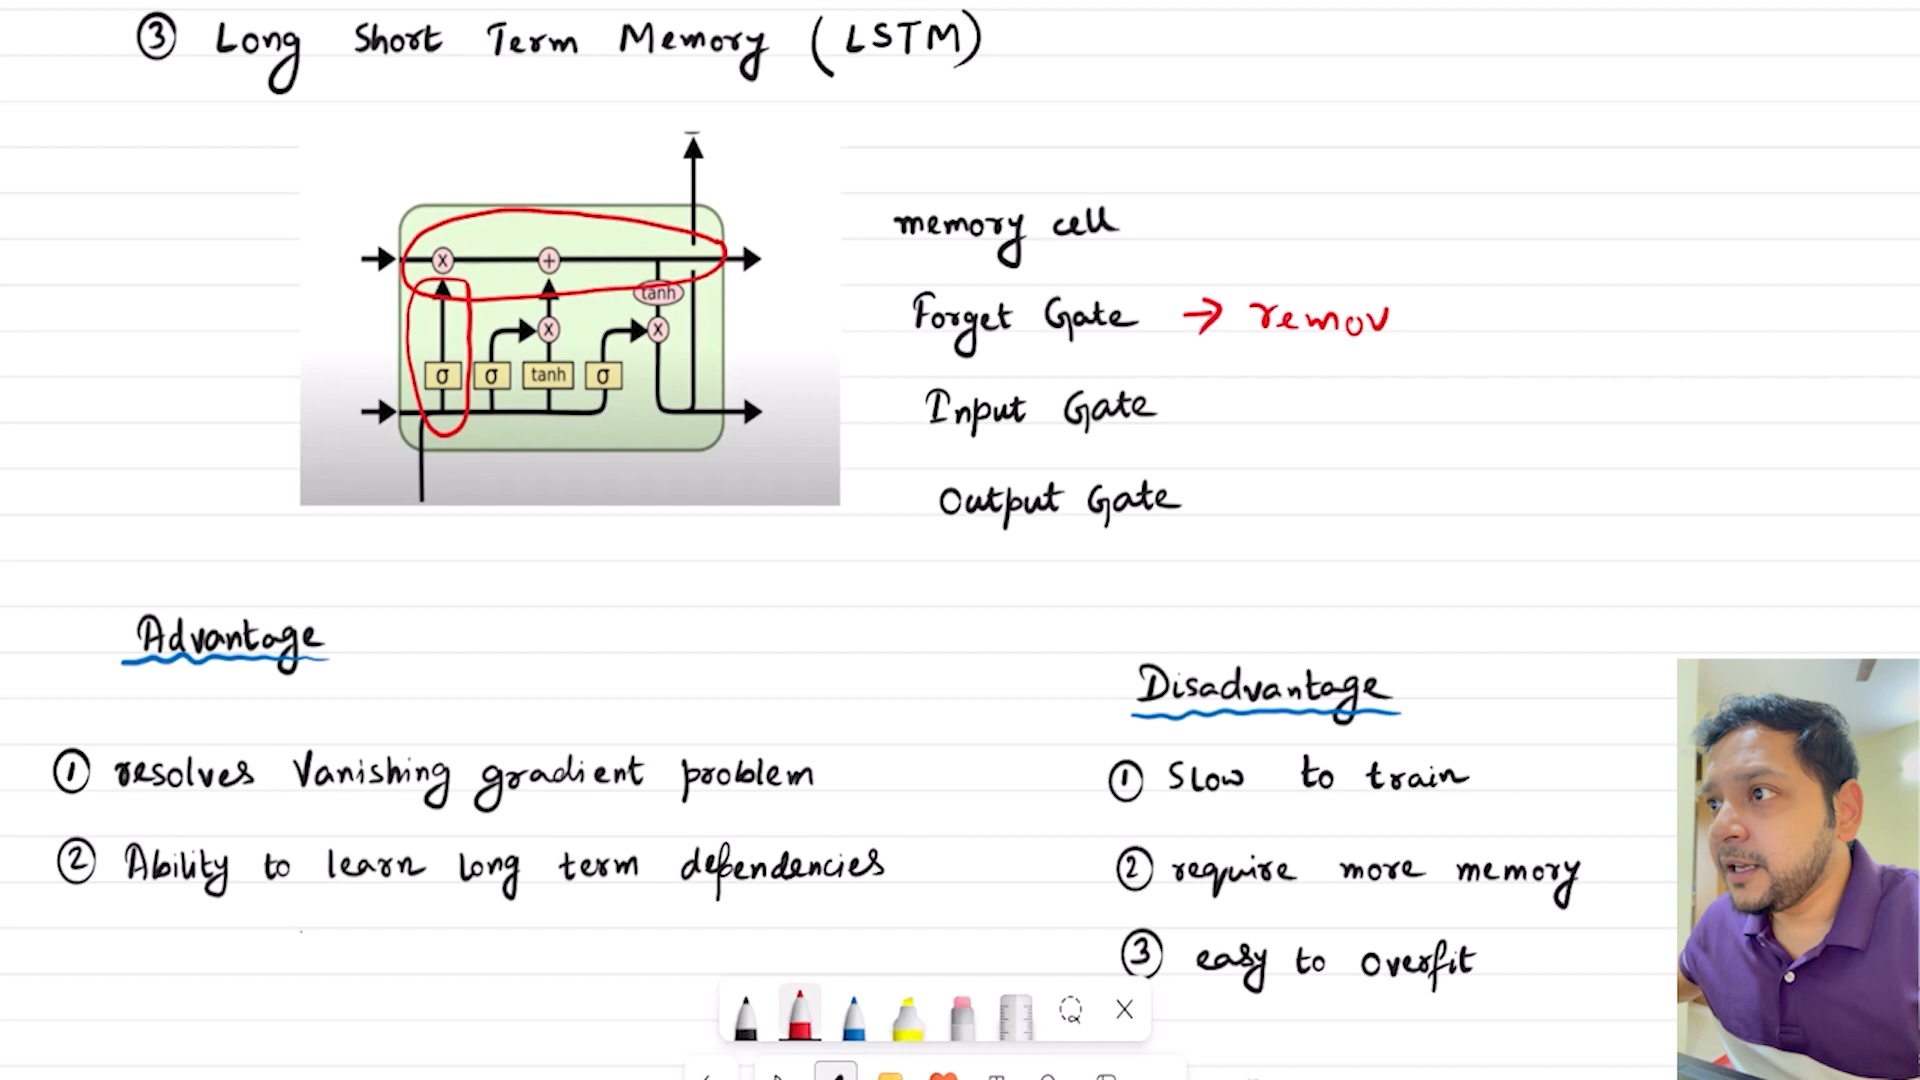 ③ Long Short Term Memory (LSTM)
x
+
tanh
x
x
σ
σ
tanh
σ
memory cell
Forget Gate → remov
Input Gate
Output Gate
Advantage
① resolves Vanishing gradient problem
② Ability to learn long term dependencies
Disadvantage
① Slow to train
② require more memory
③ easy to overfit